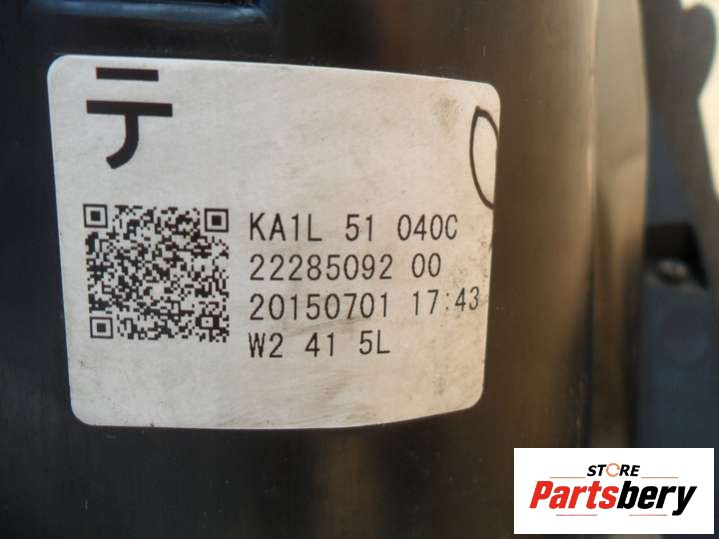 テ
KA1L 51 040C
22285092 00
20150701 17:43
W2 41 5L
STORE
Partsbery